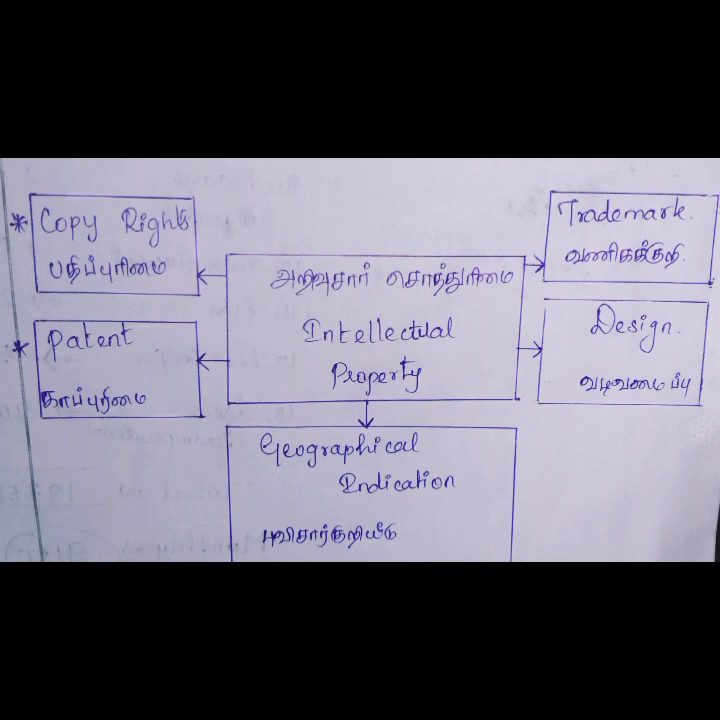 * Copy Rights
பதிப்புரிமை
* Patent
காப்புரிமை
அறிவுசார் சொத்துரிமை
Intellectual
Property
Trademark.
வணிகக்குறி.
Design.
வடிவமைப்பு
Geographical
Indication
புவிசார்குறியீடு